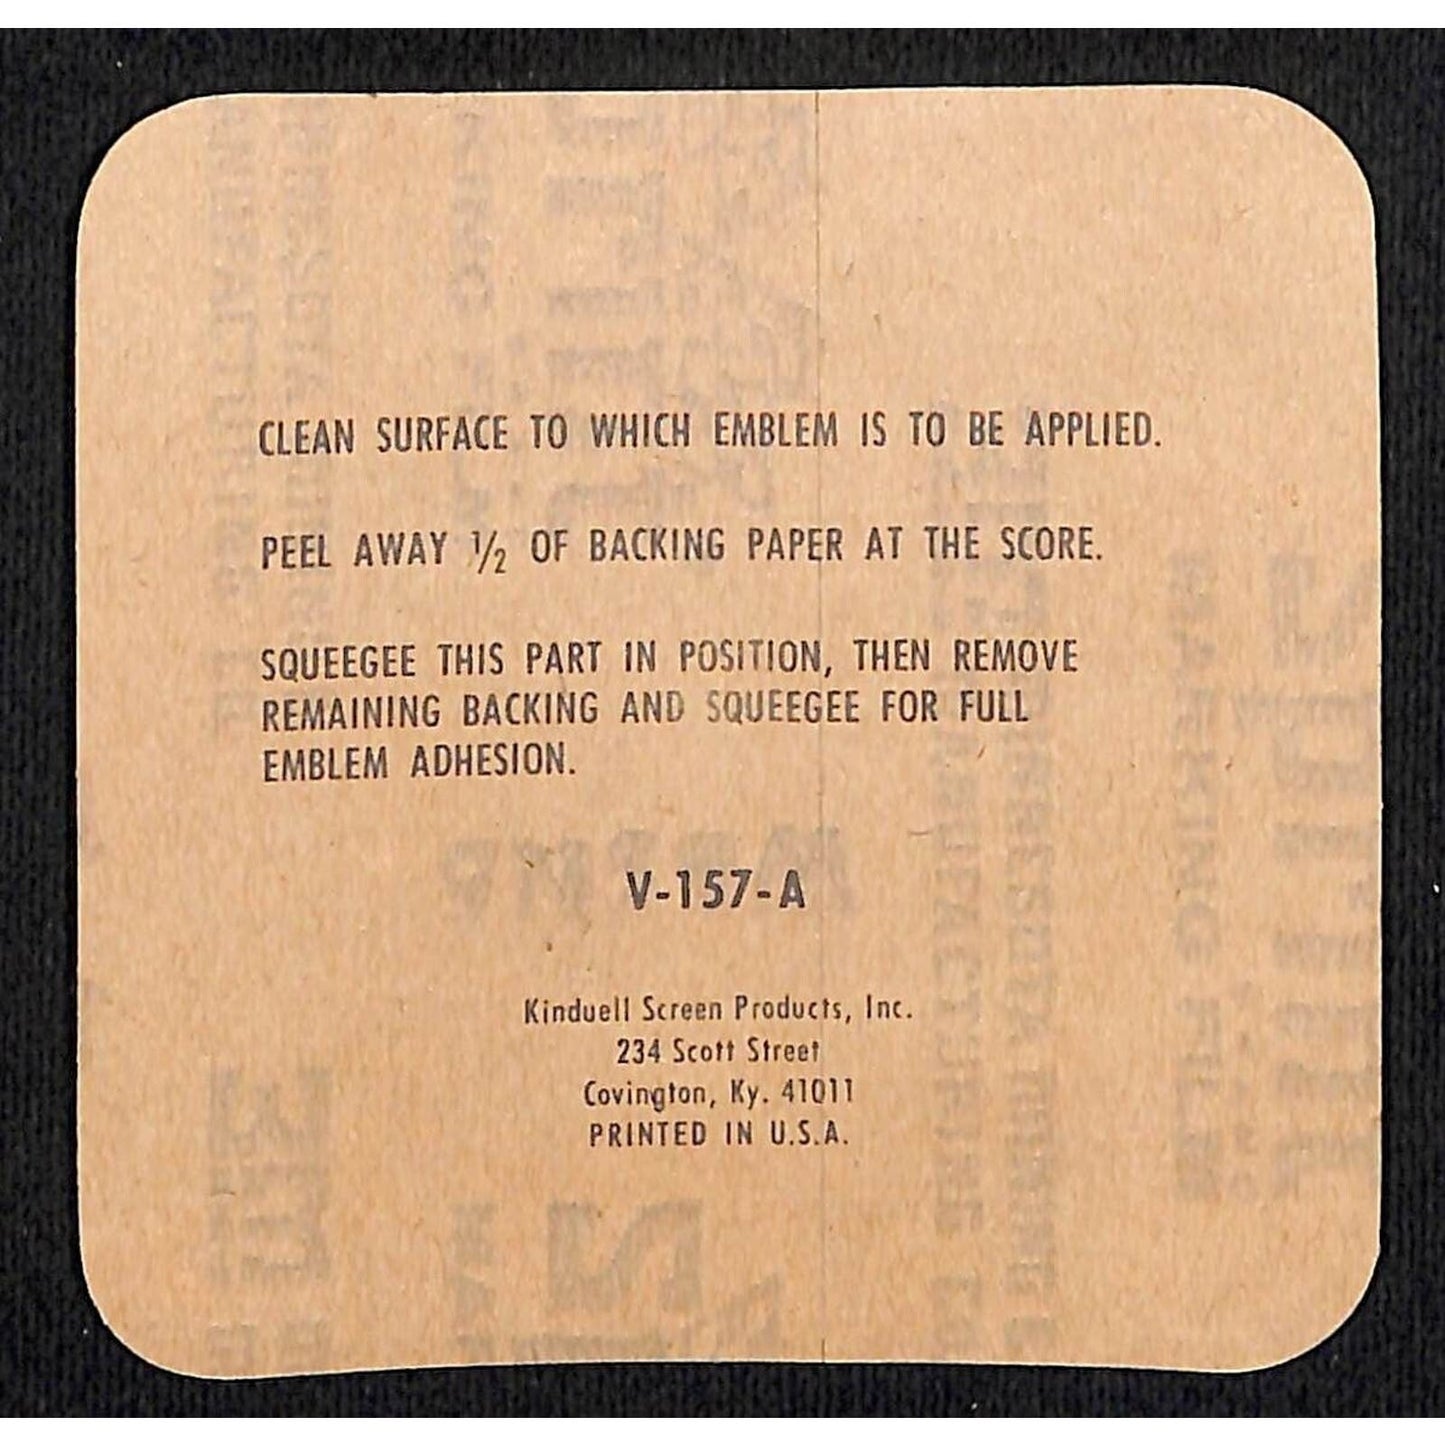 CLEAN SURFACE TO WHICH EMBLEM IS TO BE APPLIED.
PEEL AWAY ½ OF BACKING PAPER AT THE SCORE.
SQUEEGEE THIS PART IN POSITION, THEN REMOVE
REMAINING BACKING AND SQUEEGEE FOR FULL
EMBLEM ADHESION.
V-157-A
Kinduell Screen Products, Inc.
234 Scott Street
Covington, Ky. 41011
PRINTED IN U.S.A.